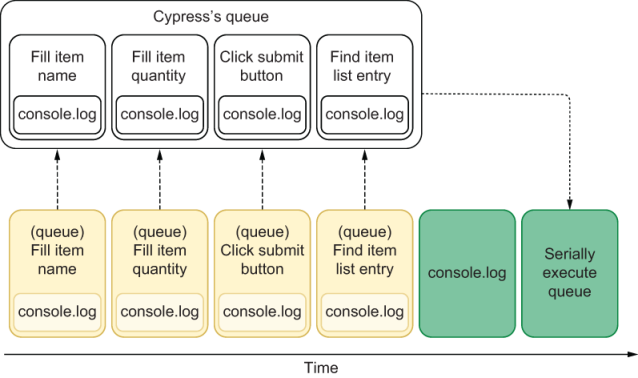 Cypress's queue
Fill item
name
console.log
Fill item
quantity
console.log
Click submit
button
console.log
Find item
list entry
console.log
(queue)
Fill item
name
console.log
(queue)
Fill item
quantity
console.log
(queue)
Click submit
button
console.log
(queue)
Find item
list entry
console.log
console.log
Serially
execute
queue
Time